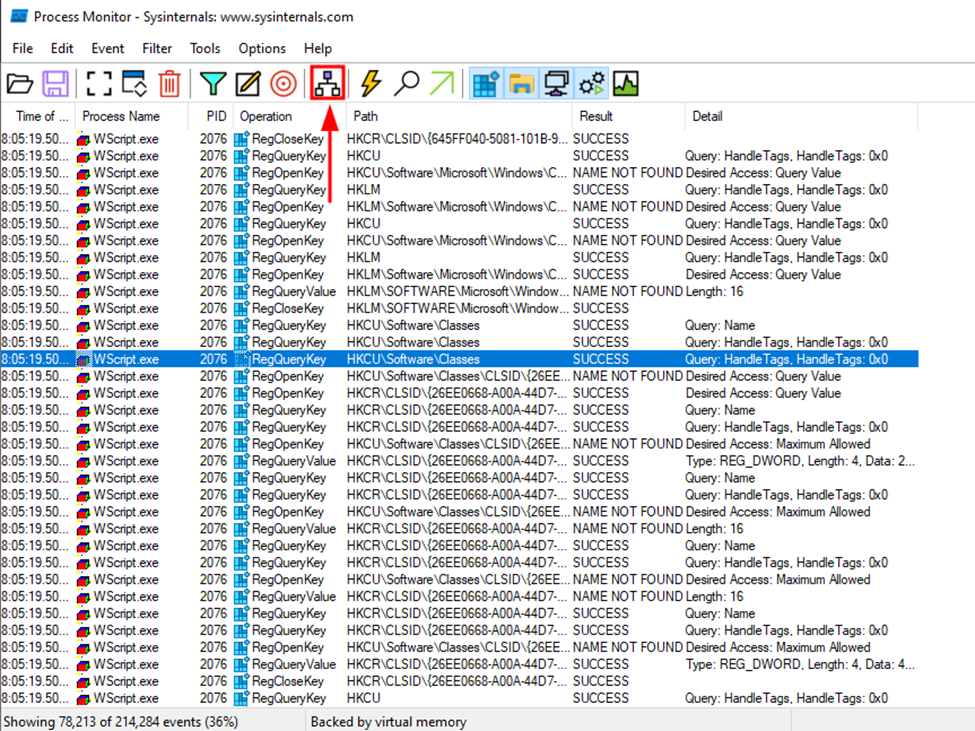 Process Monitor - Sysinternals: www.sysinternals.com
File Edit Event Filter Tools Options Help
Time of ... Process Name PID Operation Path Result Detail
8:05:19.50... WScript.exe 2076 RegCloseKey HKCR\CLSID\{645FF040-5081-101B-9... SUCCESS
8:05:19.50... WScript.exe 2076 RegQueryKey HKCU SUCCESS Query: HandleTags, HandleTags: 0x0
8:05:19.50... WScript.exe 2076 RegOpenKey HKCU\Software\Microsoft\Windows\C... NAME NOT FOUND Desired Access: Query Value
8:05:19.50... WScript.exe 2076 RegQueryKey HKLM SUCCESS Query: HandleTags, HandleTags: 0x0
8:05:19.50... WScript.exe 2076 RegOpenKey HKLM\Software\Microsoft\Windows\C... NAME NOT FOUND Desired Access: Query Value
8:05:19.50... WScript.exe 2076 RegQueryKey HKCU SUCCESS Query: HandleTags, HandleTags: 0x0
8:05:19.50... WScript.exe 2076 RegOpenKey HKCU\Software\Microsoft\Windows\C... NAME NOT FOUND Desired Access: Query Value
8:05:19.50... WScript.exe 2076 RegQueryKey HKLM SUCCESS Query: HandleTags, HandleTags: 0x0
8:05:19.50... WScript.exe 2076 RegOpenKey HKLM\Software\Microsoft\Windows\C... SUCCESS Desired Access: Query Value
8:05:19.50... WScript.exe 2076 RegQueryValue HKLM\SOFTWARE\Microsoft\Window... NAME NOT FOUND Length: 16
8:05:19.50... WScript.exe 2076 RegCloseKey HKLM\SOFTWARE\Microsoft\Window... SUCCESS
8:05:19.50... WScript.exe 2076 RegQueryKey HKCU\Software\Classes SUCCESS Query: Name
8:05:19.50... WScript.exe 2076 RegQueryKey HKCU\Software\Classes SUCCESS Query: HandleTags, HandleTags: 0x0
8:05:19.50... WScript.exe 2076 RegQueryKey HKCU\Software\Classes SUCCESS Query: HandleTags, HandleTags: 0x0
8:05:19.50... WScript.exe 2076 RegOpenKey HKCU\Software\Classes\CLSID\{26EE... NAME NOT FOUND Desired Access: Query Value
8:05:19.50... WScript.exe 2076 RegOpenKey HKCR\CLSID\{26EE0668-A00A-44D7-... SUCCESS Desired Access: Query Value
8:05:19.50... WScript.exe 2076 RegQueryKey HKCR\CLSID\{26EE0668-A00A-44D7-... SUCCESS Query: Name
8:05:19.50... WScript.exe 2076 RegQueryKey HKCR\CLSID\{26EE0668-A00A-44D7-... SUCCESS Query: HandleTags, HandleTags: 0x0
8:05:19.50... WScript.exe 2076 RegOpenKey HKCU\Software\Classes\CLSID\{26EE... NAME NOT FOUND Desired Access: Maximum Allowed
8:05:19.50... WScript.exe 2076 RegQueryValue HKCR\CLSID\{26EE0668-A00A-44D7-... SUCCESS Type: REG_DWORD, Length: 4, Data: 2...
8:05:19.50... WScript.exe 2076 RegQueryKey HKCR\CLSID\{26EE0668-A00A-44D7-... SUCCESS Query: Name
8:05:19.50... WScript.exe 2076 RegQueryKey HKCR\CLSID\{26EE0668-A00A-44D7-... SUCCESS Query: HandleTags, HandleTags: 0x0
8:05:19.50... WScript.exe 2076 RegOpenKey HKCU\Software\Classes\CLSID\{26EE... NAME NOT FOUND Desired Access: Maximum Allowed
8:05:19.50... WScript.exe 2076 RegQueryValue HKCR\CLSID\{26EE0668-A00A-44D7-... NAME NOT FOUND Length: 16
8:05:19.50... WScript.exe 2076 RegQueryKey HKCR\CLSID\{26EE0668-A00A-44D7-... SUCCESS Query: Name
8:05:19.50... WScript.exe 2076 RegQueryKey HKCR\CLSID\{26EE0668-A00A-44D7-... SUCCESS Query: HandleTags, HandleTags: 0x0
8:05:19.50... WScript.exe 2076 RegOpenKey HKCU\Software\Classes\CLSID\{26EE... NAME NOT FOUND Desired Access: Maximum Allowed
8:05:19.50... WScript.exe 2076 RegQueryValue HKCR\CLSID\{26EE0668-A00A-44D7-... NAME NOT FOUND Length: 16
8:05:19.50... WScript.exe 2076 RegQueryKey HKCR\CLSID\{26EE0668-A00A-44D7-... SUCCESS Query: Name
8:05:19.50... WScript.exe 2076 RegQueryKey HKCR\CLSID\{26EE0668-A00A-44D7-... SUCCESS Query: HandleTags, HandleTags: 0x0
8:05:19.50... WScript.exe 2076 RegOpenKey HKCU\Software\Classes\CLSID\{26EE... NAME NOT FOUND Desired Access: Maximum Allowed
8:05:19.50... WScript.exe 2076 RegQueryValue HKCR\CLSID\{26EE0668-A00A-44D7-... SUCCESS Type: REG_DWORD, Length: 4, Data: 4...
8:05:19.50... WScript.exe 2076 RegCloseKey HKCR\CLSID\{26EE0668-A00A-44D7-... SUCCESS
8:05:19.50... WScript.exe 2076 RegQueryKey HKCU SUCCESS Query: HandleTags, HandleTags: 0x0
Showing 78,213 of 214,284 events (36%) Backed by virtual memory